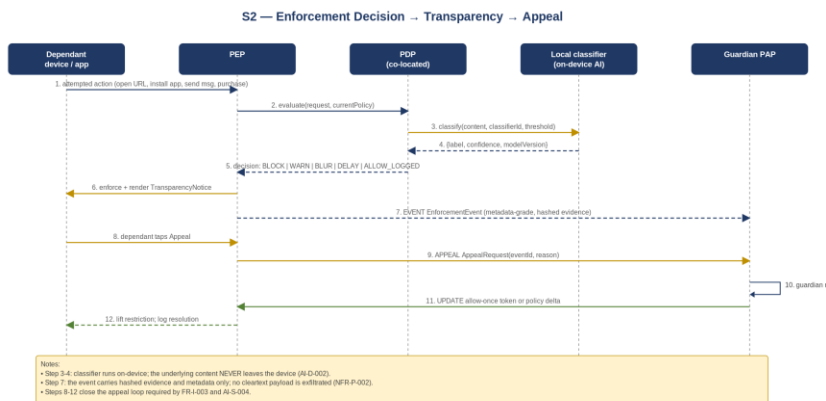 S2 — Enforcement Decision → Transparency → Appeal
Dependant
device / app
PEP
PDP
(co-located)
Local classifier
(on-device AI)
Guardian PAP
1. attempted action (open URL, install app, send msg, purchase)
2. evaluate(request, currentPolicy)
3. classify(content, classifierId, threshold)
4. {label, confidence, modelVersion}
5. decision: BLOCK | WARN | BLUR | DELAY | ALLOW_LOGGED
6. enforce + render TransparencyNotice
7. EVENT EnforcementEvent (metadata-grade, hashed evidence)
8. dependant taps Appeal
9. APPEAL AppealRequest(eventId, reason)
10. guardian
11. UPDATE allow-once token or policy delta
12. lift restriction; log resolution
Notes:
• Step 3-4: classifier runs on-device; the underlying content NEVER leaves the device (AI-D-002).
• Step 7: the event carries hashed evidence and metadata only; no cleartext payload is exfiltrated (NFR-P-002).
• Steps 8-12 close the appeal loop required by FR-I-003 and AI-S-004.